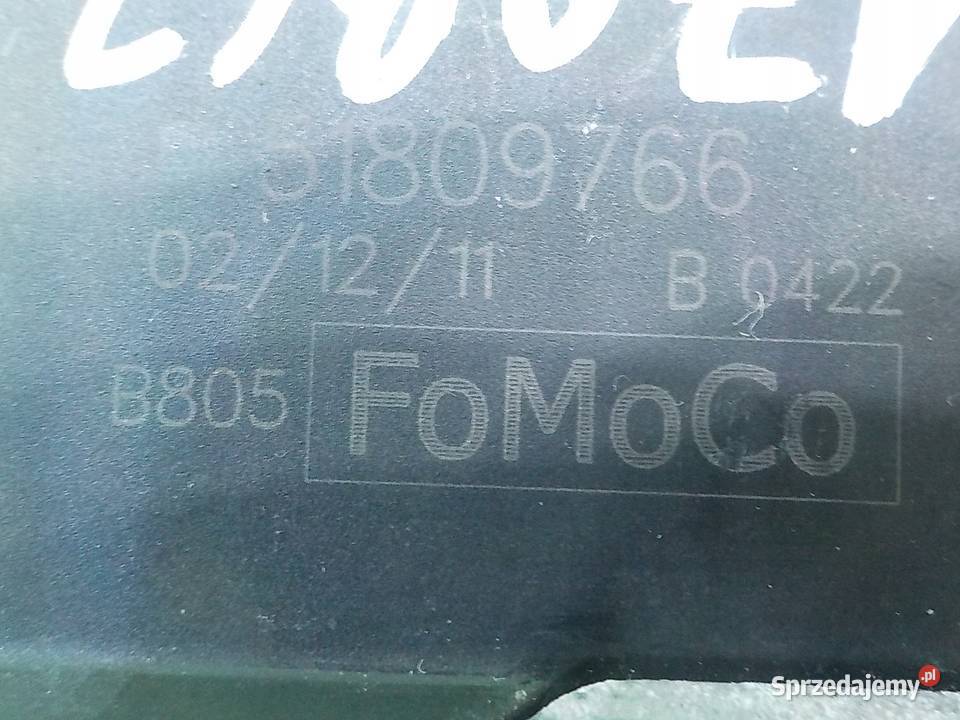 51809766
02/12/11 B 0422
B805 FoMoCo
Sprzedajemy.pl